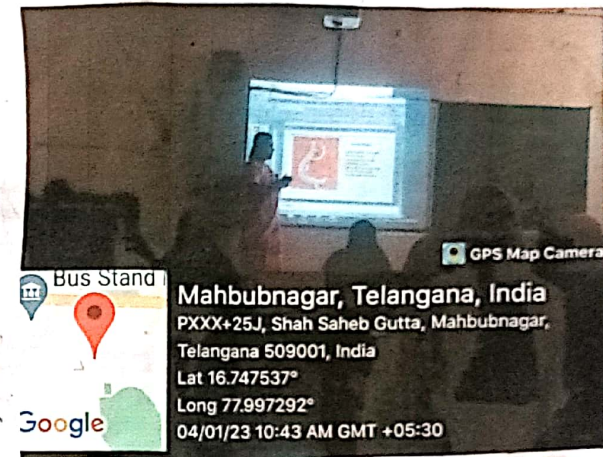 GPS Map Camera
Bus Stand
Google
Mahbubnagar, Telangana, India
PXXX+25J, Shah Saheb Gutta, Mahbubnagar,
Telangana 509001, India
Lat 16.747537°
Long 77.997292°
04/01/23 10:43 AM GMT +05:30